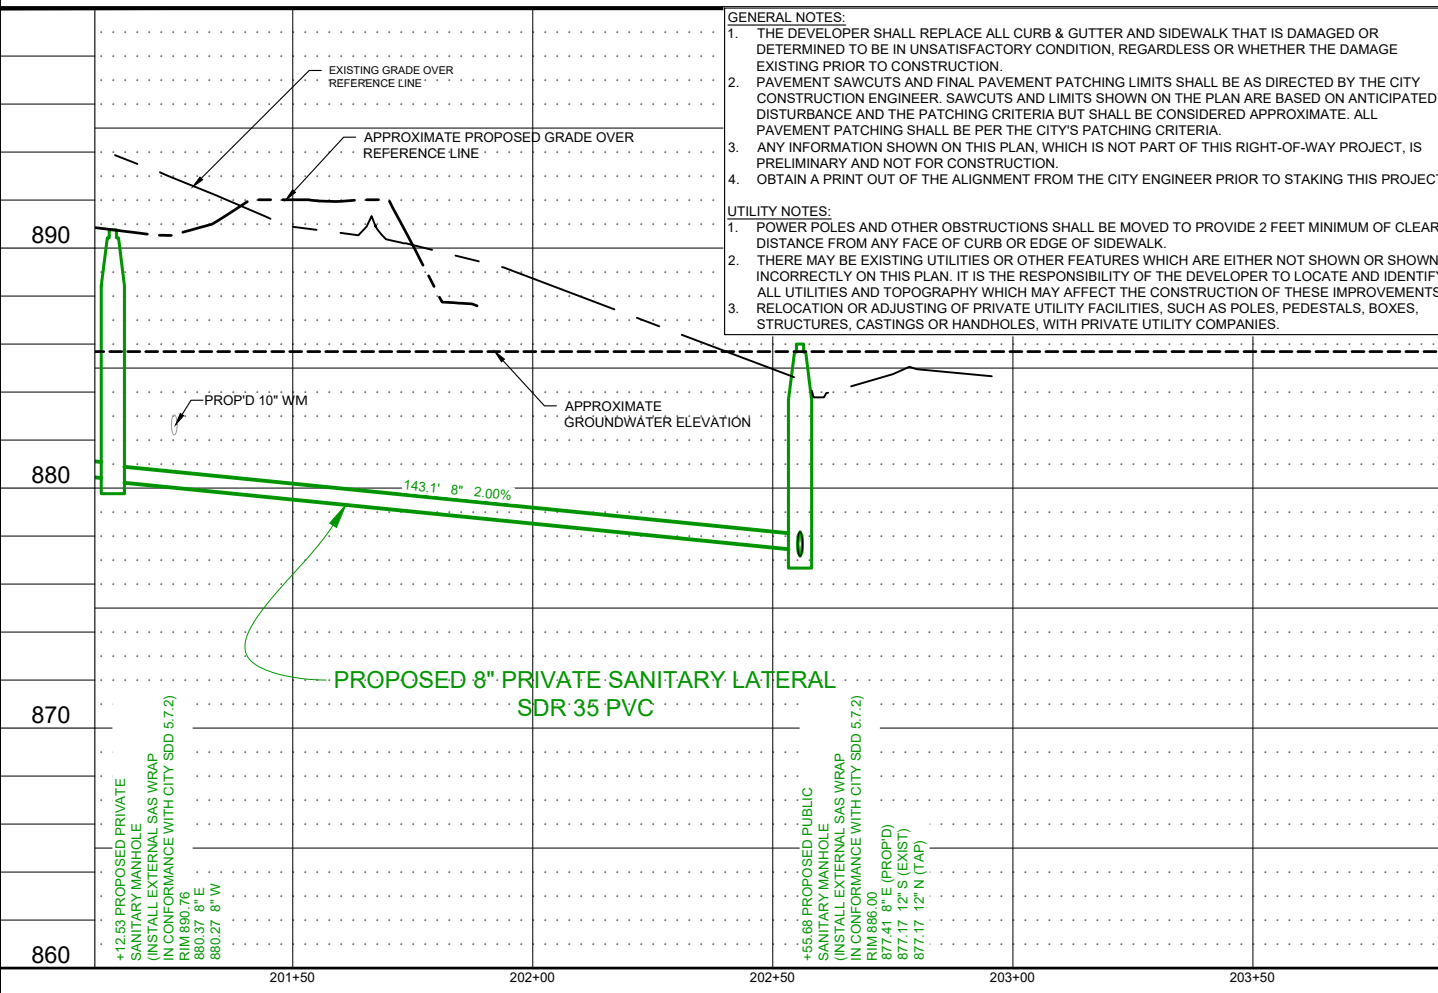 GENERAL NOTES:
1. THE DEVELOPER SHALL REPLACE ALL CURB & GUTTER AND SIDEWALK THAT IS DAMAGED OR
DETERMINED TO BE IN UNSATISFACTORY CONDITION, REGARDLESS OR WHETHER THE DAMAGE
EXISTING PRIOR TO CONSTRUCTION.
2. PAVEMENT SAWCUTS AND FINAL PAVEMENT PATCHING LIMITS SHALL BE AS DIRECTED BY THE CITY
CONSTRUCTION ENGINEER. SAWCUTS AND LIMITS SHOWN ON THE PLAN ARE BASED ON ANTICIPATED
DISTURBANCE AND THE PATCHING CRITERIA BUT SHALL BE CONSIDERED APPROXIMATE. ALL
PAVEMENT PATCHING SHALL BE PER THE CITY'S PATCHING CRITERIA.
3. ANY INFORMATION SHOWN ON THIS PLAN, WHICH IS NOT PART OF THIS RIGHT-OF-WAY PROJECT, IS
PRELIMINARY AND NOT FOR CONSTRUCTION.
4. OBTAIN A PRINT OUT OF THE ALIGNMENT FROM THE CITY ENGINEER PRIOR TO STAKING THIS PROJECT
UTILITY NOTES:
1. POWER POLES AND OTHER OBSTRUCTIONS SHALL BE MOVED TO PROVIDE 2 FEET MINIMUM OF CLEAR
DISTANCE FROM ANY FACE OF CURB OR EDGE OF SIDEWALK.
2. THERE MAY BE EXISTING UTILITIES OR OTHER FEATURES WHICH ARE EITHER NOT SHOWN OR SHOWN
INCORRECTLY ON THIS PLAN. IT IS THE RESPONSIBILITY OF THE DEVELOPER TO LOCATE AND IDENTIFY
ALL UTILITIES AND TOPOGRAPHY WHICH MAY AFFECT THE CONSTRUCTION OF THESE IMPROVEMENTS
3. RELOCATION OR ADJUSTING OF PRIVATE UTILITY FACILITIES, SUCH AS POLES, PEDESTALS, BOXES,
STRUCTURES, CASTINGS OR HANDHOLES, WITH PRIVATE UTILITY COMPANIES.
EXISTING GRADE OVER
REFERENCE LINE
APPROXIMATE PROPOSED GRADE OVER
REFERENCE LINE
890
PROP'D 10" WM
APPROXIMATE
GROUNDWATER ELEVATION
880
143.1' 8" 2.00%
PROPOSED 8" PRIVATE SANITARY LATERAL
SDR 35 PVC
870
+12.53 PROPOSED PRIVATE
SANITARY MANHOLE
(INSTALL EXTERNAL SAS WRAP
IN CONFORMANCE WITH CITY SDD 5.7.2)
RIM 890.76
880.37 8" E
880.27 8" W
+55.68 PROPOSED PUBLIC
SANITARY MANHOLE
(INSTALL EXTERNAL SAS WRAP
IN CONFORMANCE WITH CITY SDD 5.7.2)
RIM 886.00
877.41 8" E (PROP'D)
877.17 12" S (EXIST)
877.17 12" N (TAP)
860
201+50
202+00
202+50
203+00
203+50